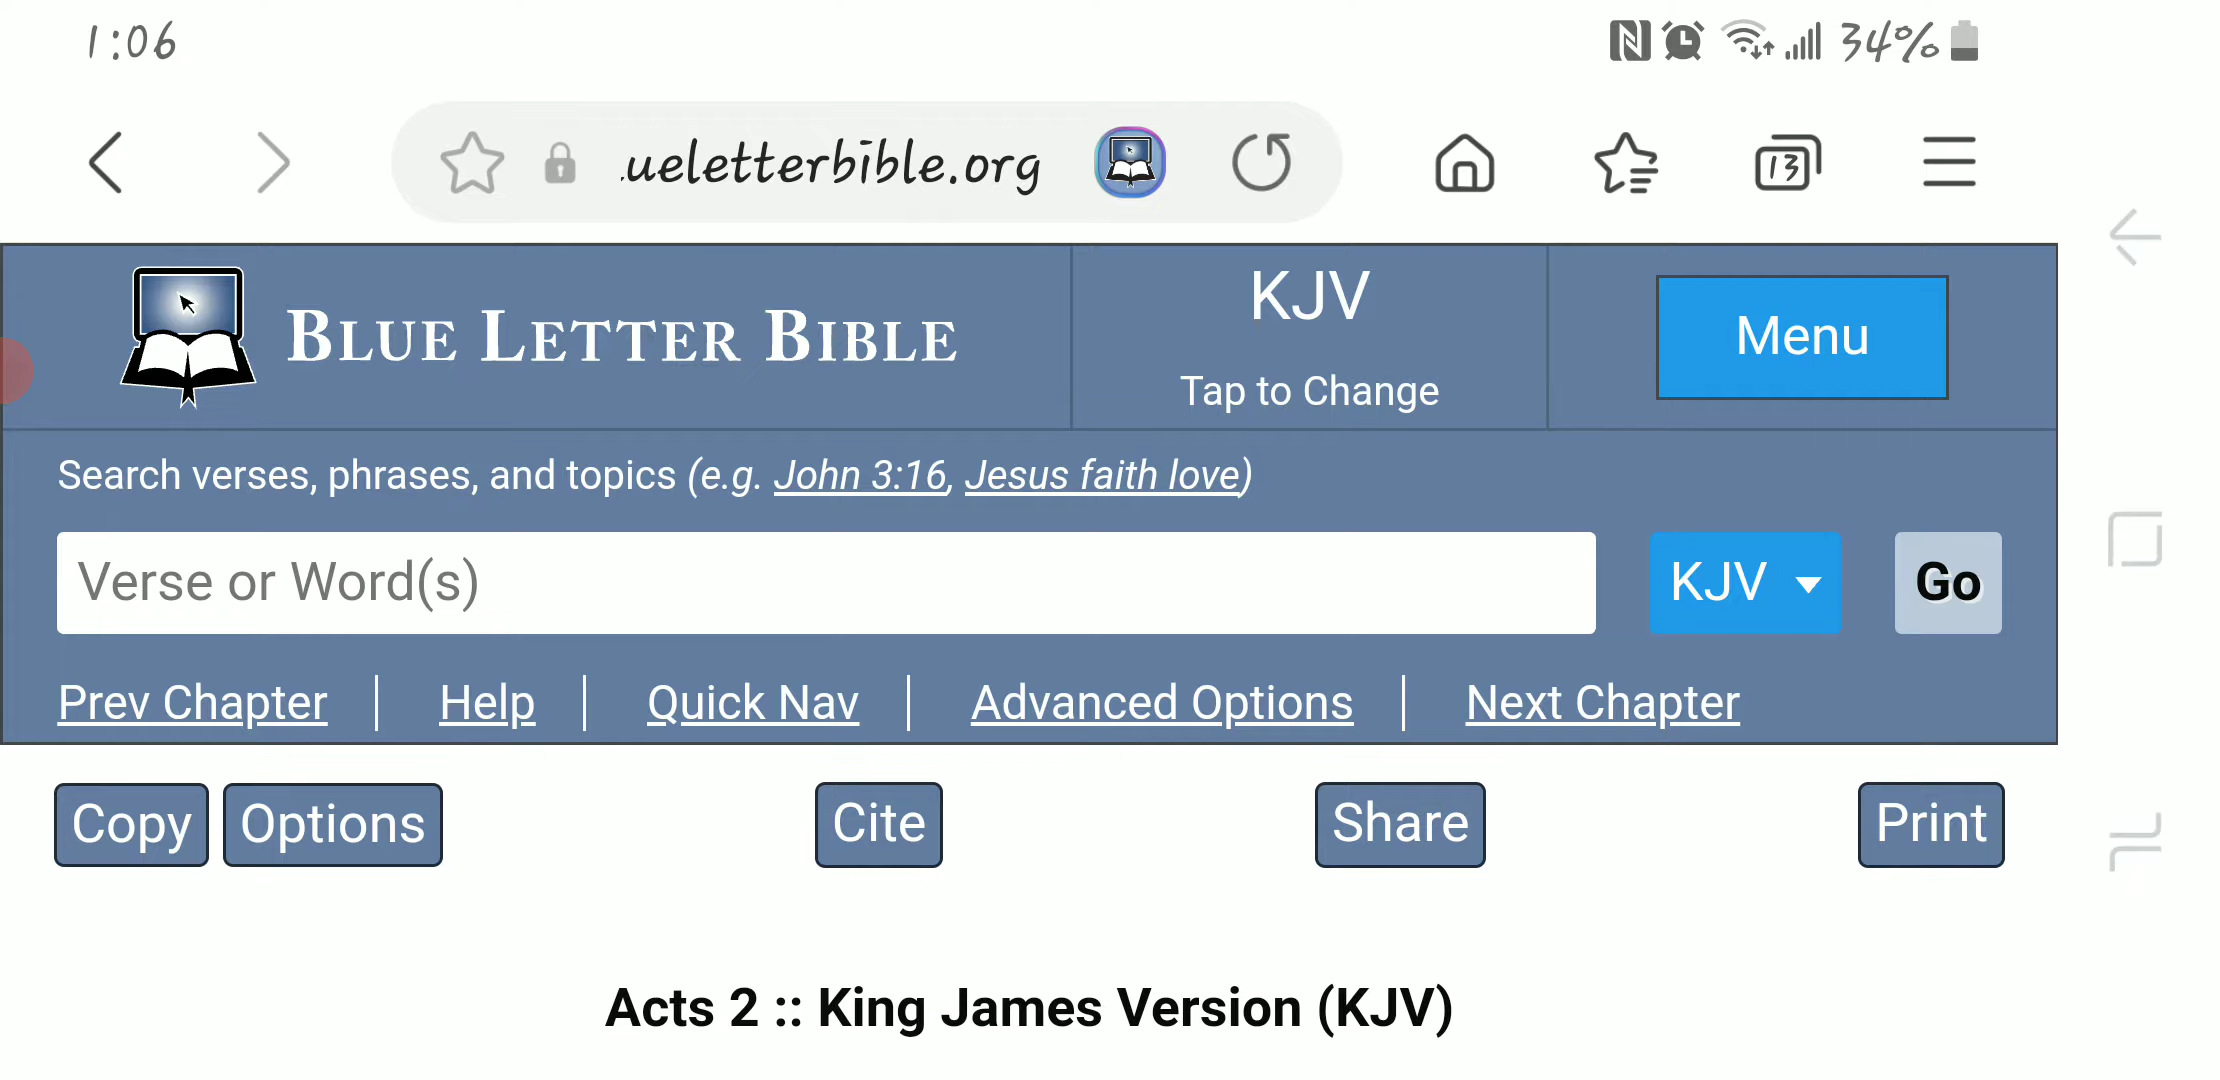 1:06
34%
.ueletterbible.org
13
BLUE LETTER BIBLE
KJV
Tap to Change
Menu
Search verses, phrases, and topics (e.g. John 3:16, Jesus faith love)
Verse or Word(s)
KJV
Go
Prev Chapter | Help | Quick Nav | Advanced Options | Next Chapter
Copy Options Cite Share Print
Acts 2 :: King James Version (KJV)